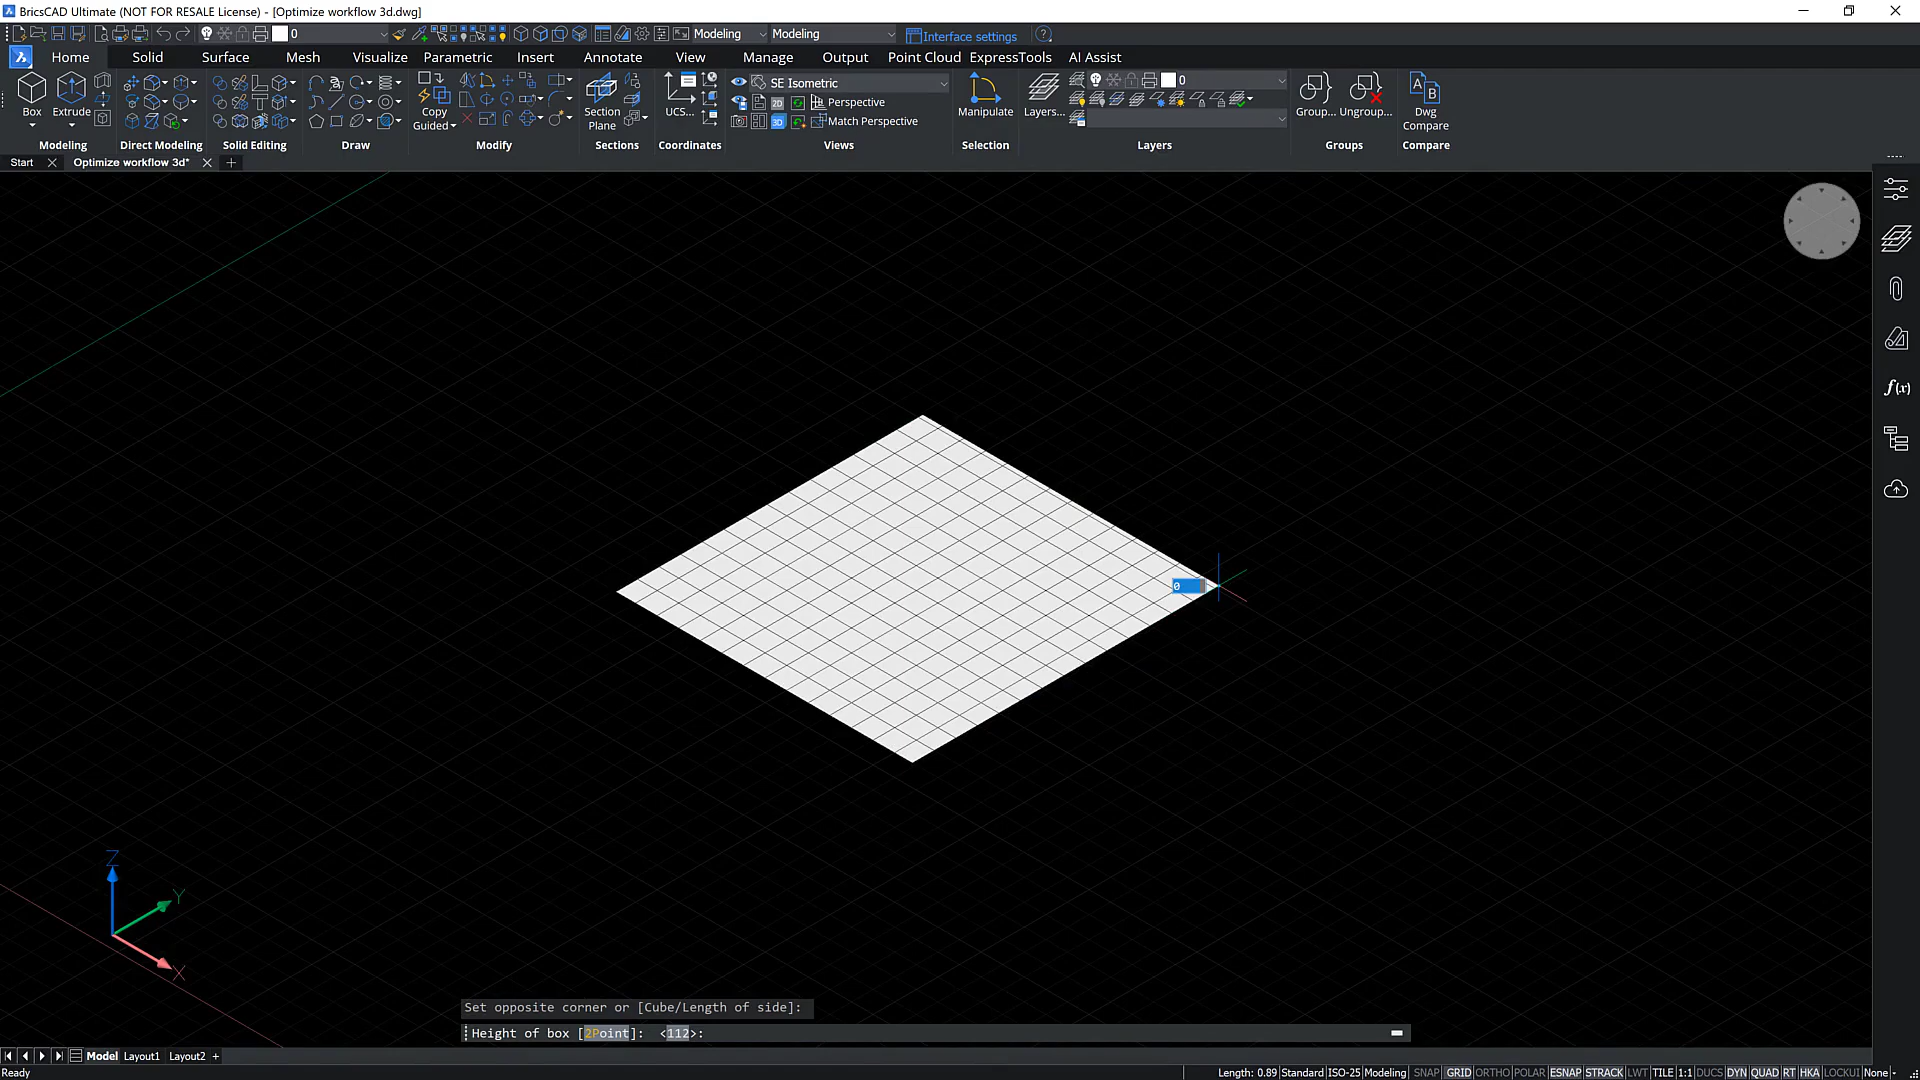 BricsCAD Ultimate (NOT FOR RESALE License) - [Optimize workflow 3d.dwg]
0 Modeling Modeling Interface settings
Home Solid Surface Mesh Visualize Parametric Insert Annotate View Manage Output Point Cloud ExpressTools AI Assist
Box Extrude Copy Guided Section Plane UCS... SE Isometric Manipulate Layers... 0 Group... Ungroup... Dwg Compare
2D Perspective
3D Match Perspective
Modeling Direct Modeling Solid Editing Draw Modify Sections Coordinates Views Selection Layers Groups Compare
Start Optimize workflow 3d*
f(x)
0
Z
Y
X
Set opposite corner or [Cube/Length of side]:
Height of box [2Point]: <112>:
Model Layout1 Layout2 +
Ready Length: 0.89 Standard ISO-25 Modeling SNAP GRID ORTHO POLAR ESNAP STRACK LWT TILE 1:1 DUCS DYN QUAD RT HKA LOCKUI None